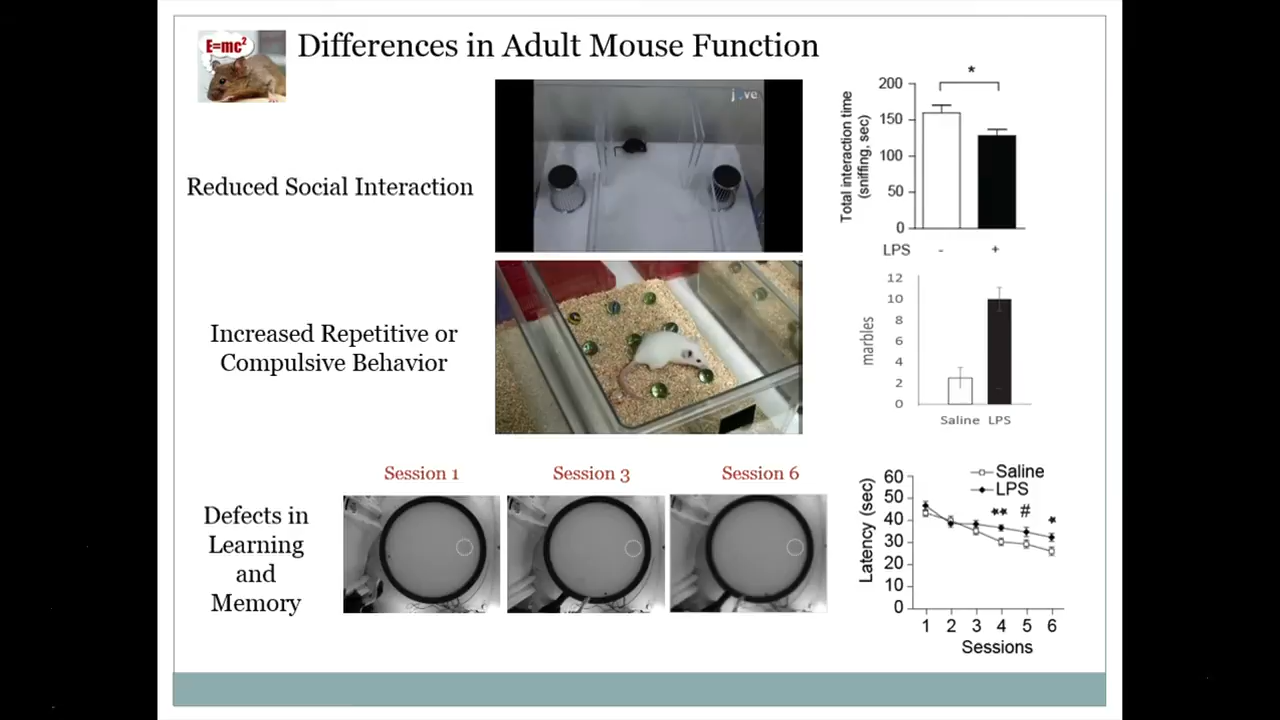 E=mc²
Differences in Adult Mouse Function
jove
Reduced Social Interaction
Total interaction time
(sniffing, sec)
200
150
100
50
0
*
LPS - +
Increased Repetitive or
Compulsive Behavior
marbles
12
10
8
6
4
2
0
Saline LPS
Defects in
Learning
and
Memory
Session 1
Session 3
Session 6
Latency (sec)
60
50
40
30
20
10
0
Saline
LPS
** # *
1 2 3 4 5 6
Sessions